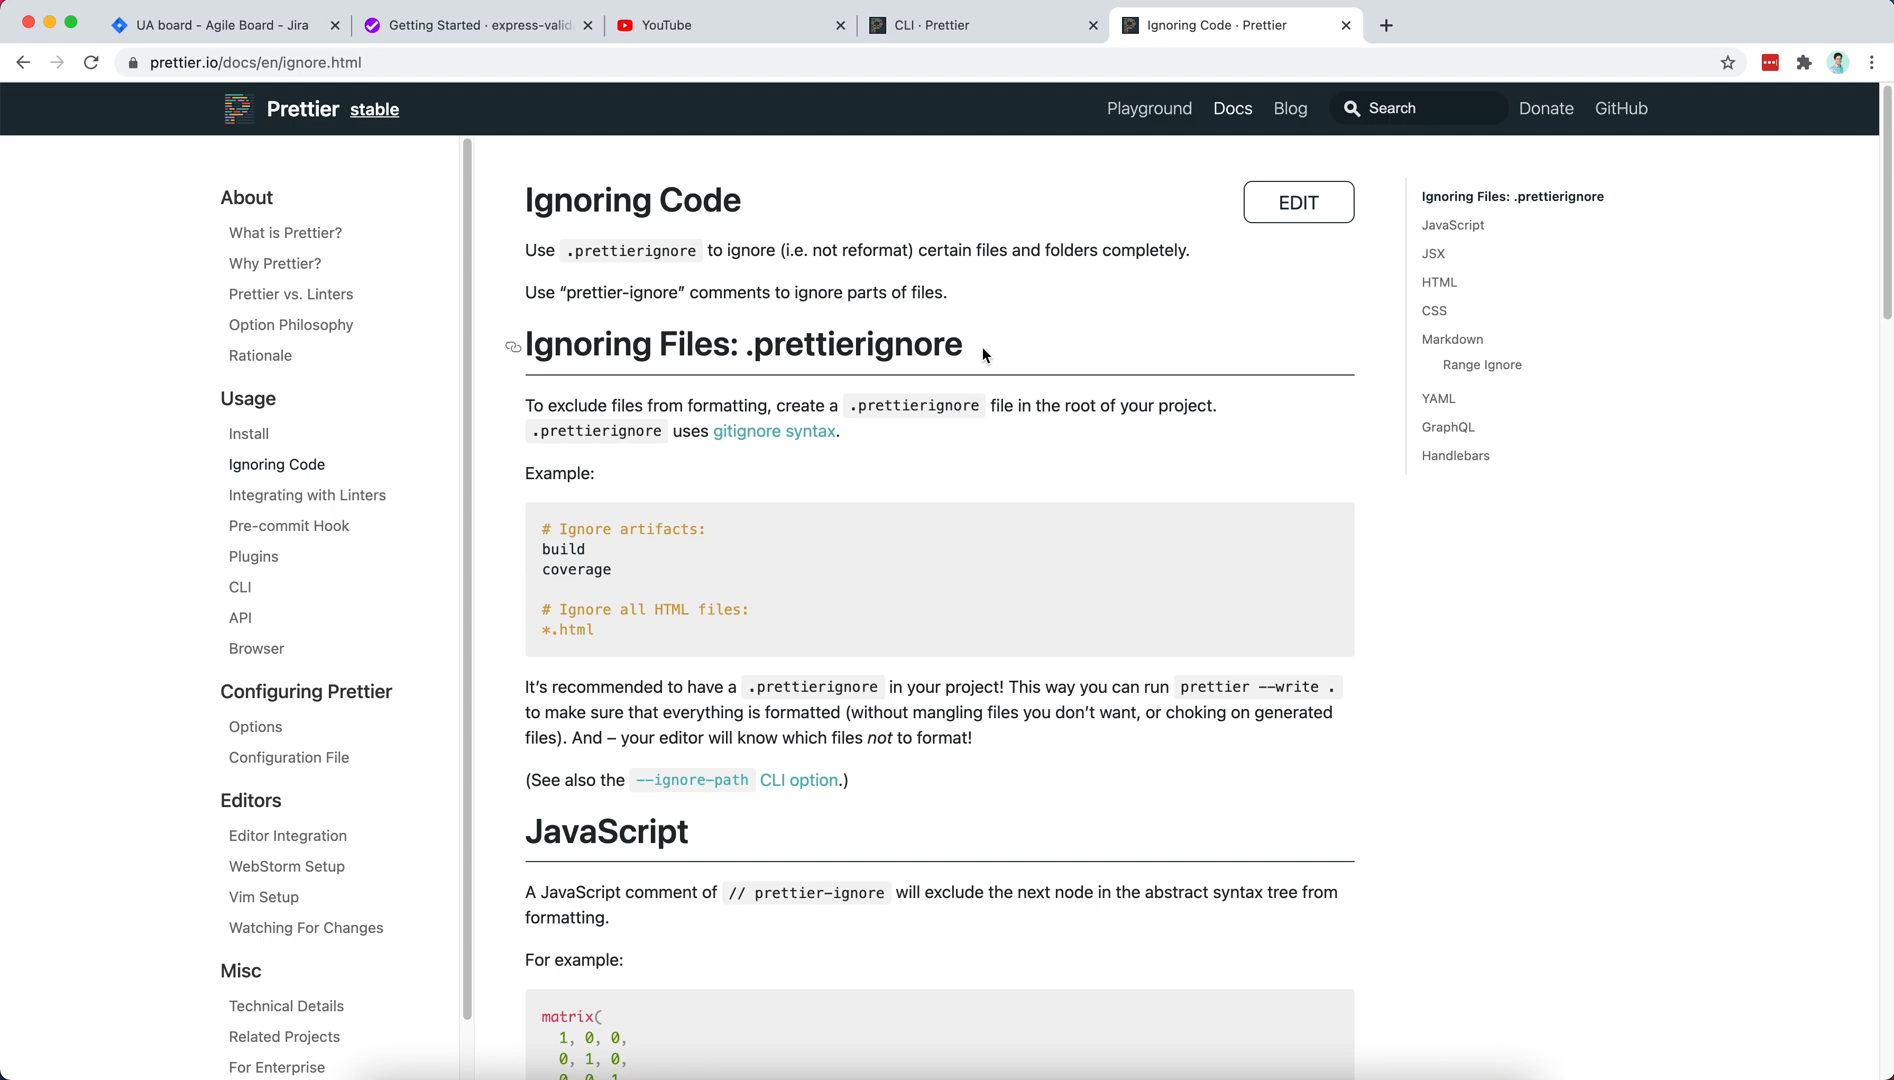 UA board - Agile Board - Jira
Getting Started · express-valid
YouTube
CLI · Prettier
Ignoring Code · Prettier
prettier.io/docs/en/ignore.html
Prettier stable
Playground Docs Blog Search Donate GitHub
About
What is Prettier?
Why Prettier?
Prettier vs. Linters
Option Philosophy
Rationale
Usage
Install
Ignoring Code
Integrating with Linters
Pre-commit Hook
Plugins
CLI
API
Browser
Configuring Prettier
Options
Configuration File
Editors
Editor Integration
WebStorm Setup
Vim Setup
Watching For Changes
Misc
Technical Details
Related Projects
For Enterprise
Ignoring Code
EDIT
Use .prettierignore to ignore (i.e. not reformat) certain files and folders completely.
Use “prettier-ignore” comments to ignore parts of files.
Ignoring Files: .prettierignore
To exclude files from formatting, create a .prettierignore file in the root of your project.
.prettierignore uses gitignore syntax.
Example:
# Ignore artifacts:
build
coverage
# Ignore all HTML files:
*.html
It’s recommended to have a .prettierignore in your project! This way you can run prettier --write .
to make sure that everything is formatted (without mangling files you don’t want, or choking on generated
files). And – your editor will know which files not to format!
(See also the --ignore-path CLI option.)
JavaScript
A JavaScript comment of // prettier-ignore will exclude the next node in the abstract syntax tree from
formatting.
For example:
matrix(
1, 0, 0,
0, 1, 0,
0, 0, 1
Ignoring Files: .prettierignore
JavaScript
JSX
HTML
CSS
Markdown
Range Ignore
YAML
GraphQL
Handlebars